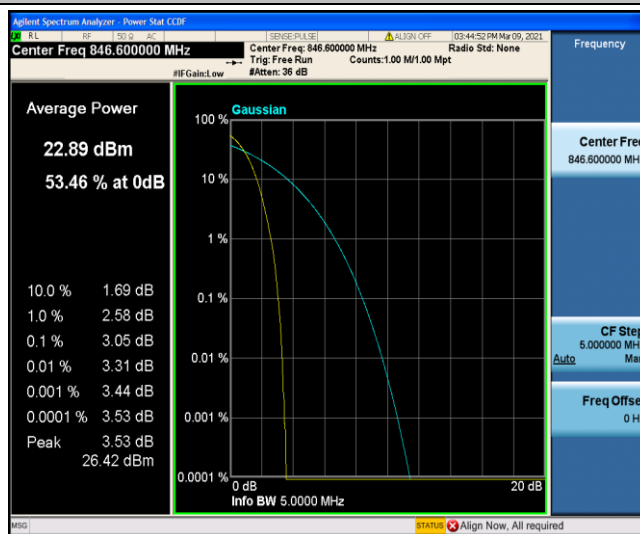 Agilent Spectrum Analyzer - Power Stat CCDF
RL RF 50 Ω AC SENSE:PULSE ALIGN OFF 03:44:52 PM Mar 09, 2021
Center Freq 846.600000 MHz
Center Freq: 846.600000 MHz Radio Std: None
Trig: Free Run Counts:1.00 M/1.00 Mpt
#IFGain:Low #Atten: 36 dB
Frequency
Average Power
22.89 dBm
53.46 % at 0dB
10.0 % 1.69 dB
1.0 % 2.58 dB
0.1 % 3.05 dB
0.01 % 3.31 dB
0.001 % 3.44 dB
0.0001 % 3.53 dB
Peak 3.53 dB
26.42 dBm
Gaussian
100 %
10 %
1 %
0.1 %
0.01 %
0.001 %
0.0001 %
0 dB 20 dB
Info BW 5.0000 MHz
Center Fre
846.600000 MH
CF Step
5.000000 MH
Auto Ma
Freq Offse
0 H
MSG STATUS Align Now, All required